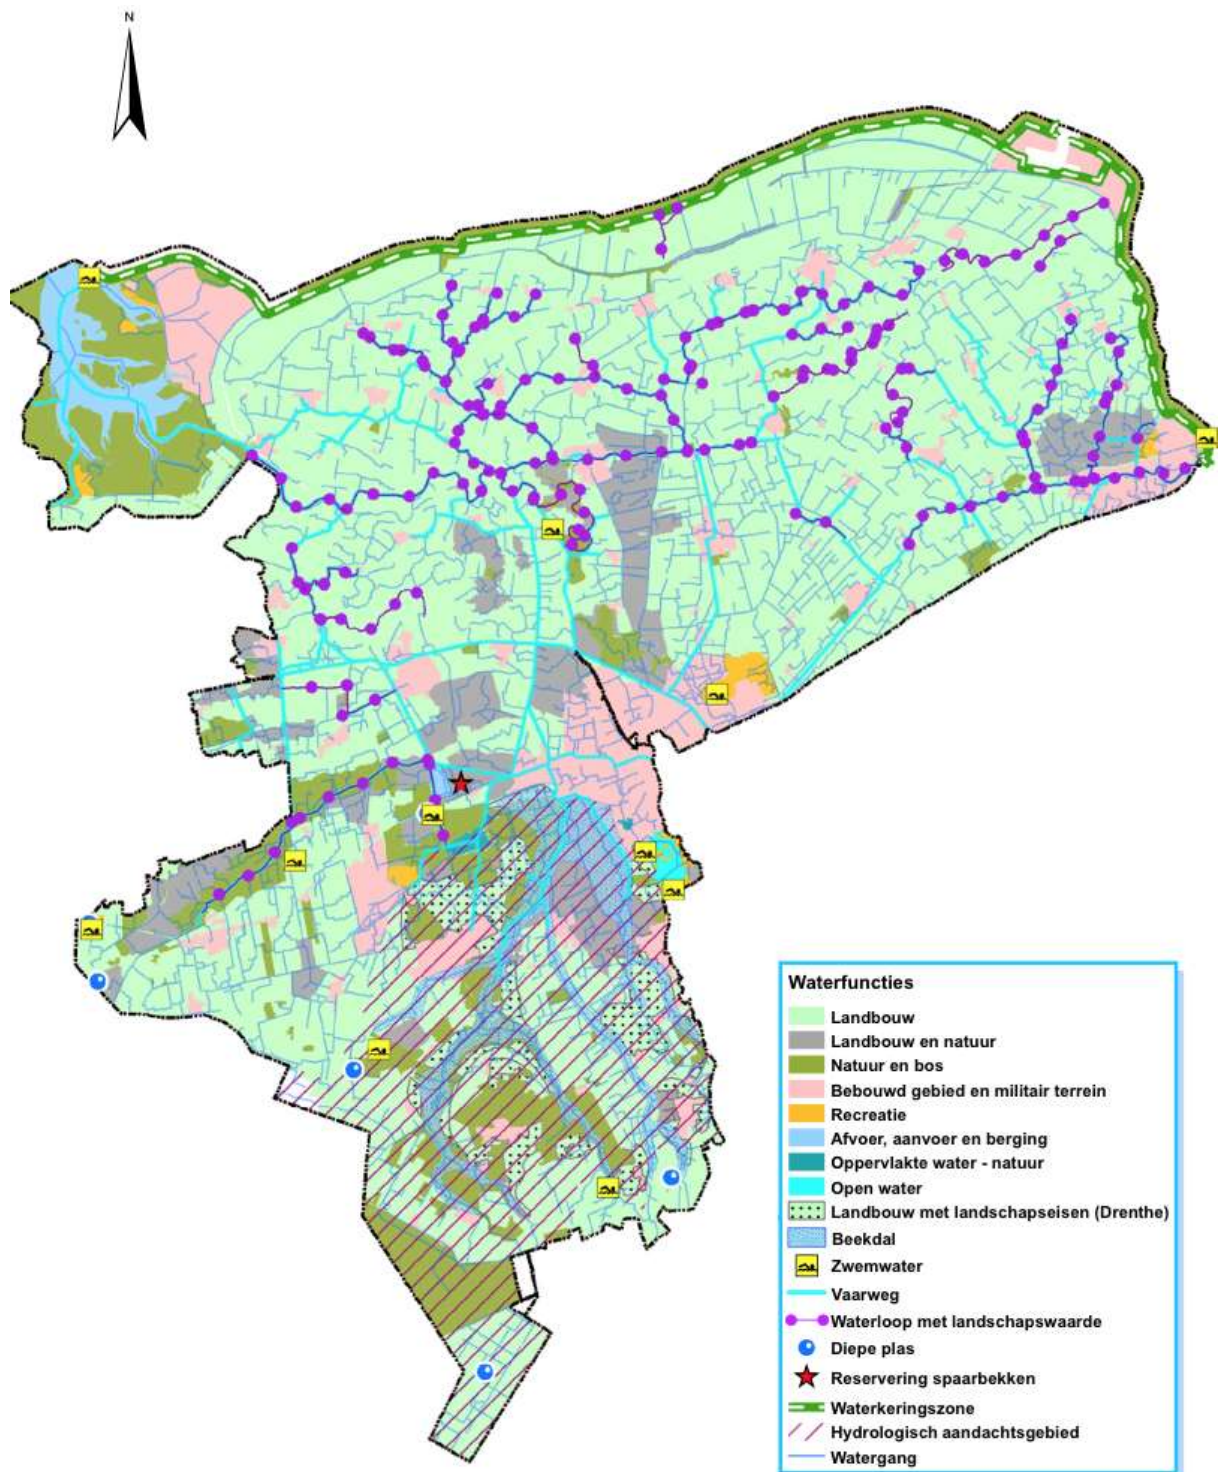 N
Waterfuncties
Landbouw
Landbouw en natuur
Natuur en bos
Bebouwd gebied en militair terrein
Recreatie
Afvoer, aanvoer en berging
Oppervlakte water - natuur
Open water
Landbouw met landschapseisen (Drenthe)
Beekdal
Zwemwater
Vaarweg
Waterloop met landschapswaarde
Diepe plas
Reservering spaarbekken
Waterkeringszone
Hydrologisch aandachtsgebied
Watergang